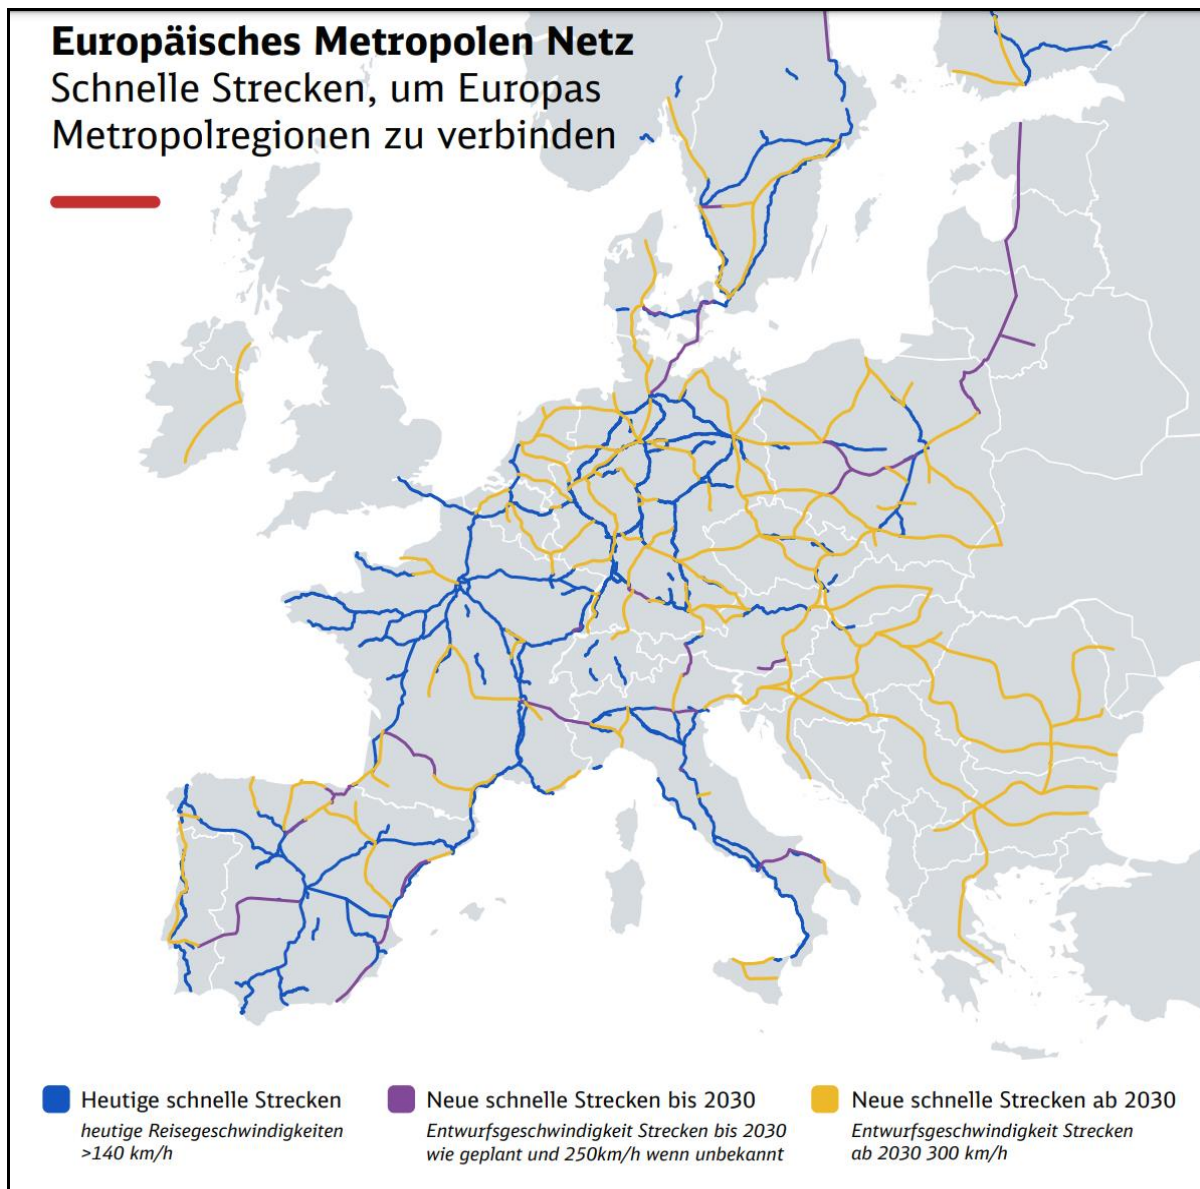 Europäisches Metropolen Netz
Schnelle Strecken, um Europas
Metropolregionen zu verbinden
Heutige schnelle Strecken
heutige Reisegeschwindigkeiten
>140 km/h
Neue schnelle Strecken bis 2030
Entwurfsgeschwindigkeit Strecken bis 2030
wie geplant und 250km/h wenn unbekannt
Neue schnelle Strecken ab 2030
Entwurfsgeschwindigkeit Strecken
ab 2030 300 km/h